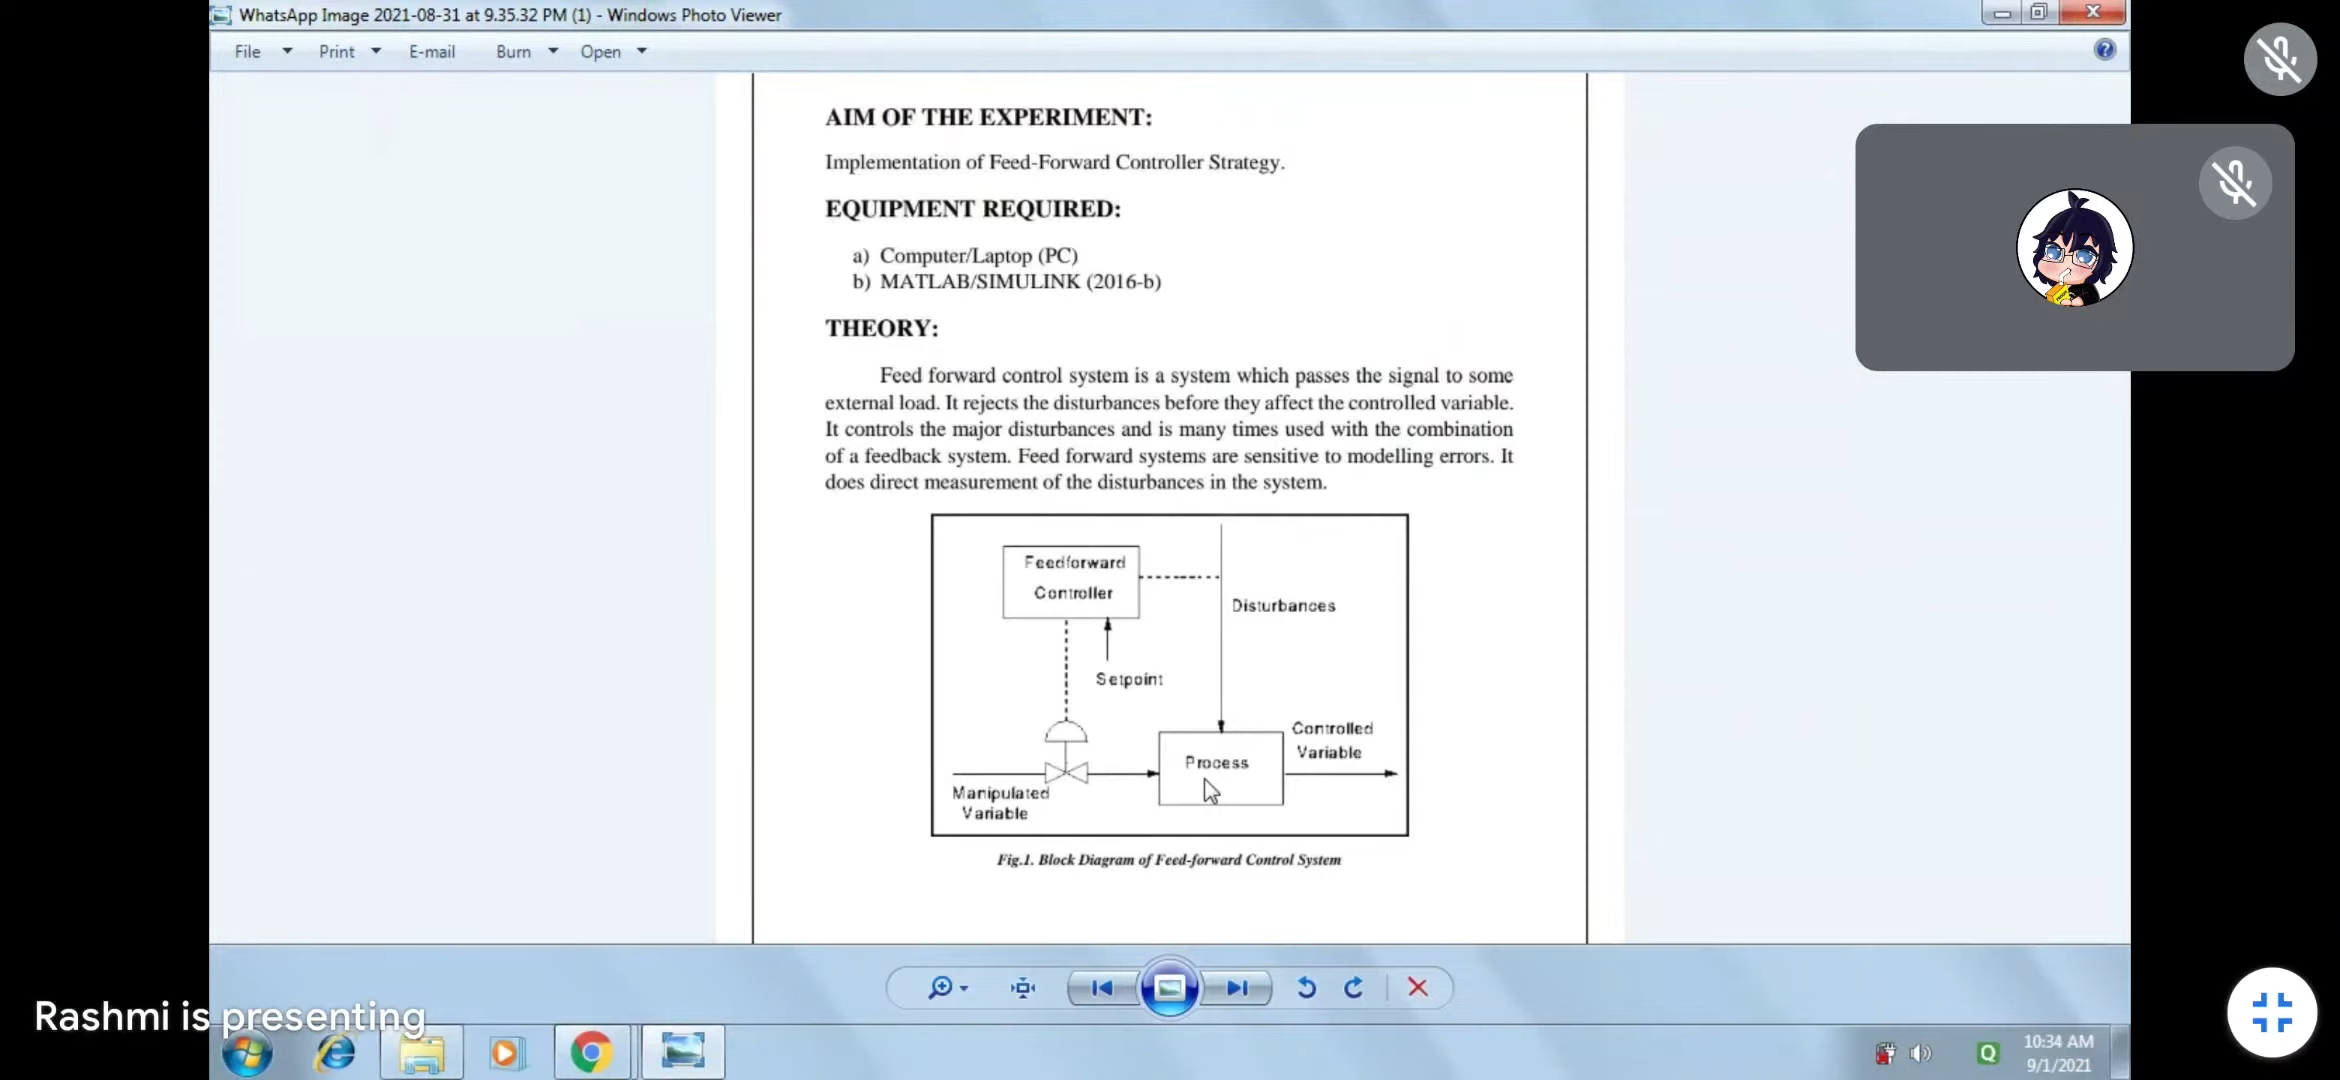 WhatsApp Image 2021-08-31 at 9.35.32 PM (1) - Windows Photo Viewer
File Print E-mail Burn Open
AIM OF THE EXPERIMENT:
Implementation of Feed-Forward Controller Strategy.
EQUIPMENT REQUIRED:
a) Computer/Laptop (PC)
b) MATLAB/SIMULINK (2016-b)
THEORY:
Feed forward control system is a system which passes the signal to some
external load. It rejects the disturbances before they affect the controlled variable.
It controls the major disturbances and is many times used with the combination
of a feedback system. Feed forward systems are sensitive to modelling errors. It
does direct measurement of the disturbances in the system.
Feedforward
Controller
Disturbances
Setpoint
Controlled
Variable
Process
Manipulated
Variable
Fig.1. Block Diagram of Feed-forward Control System
Rashmi is presenting
10:34 AM
9/1/2021